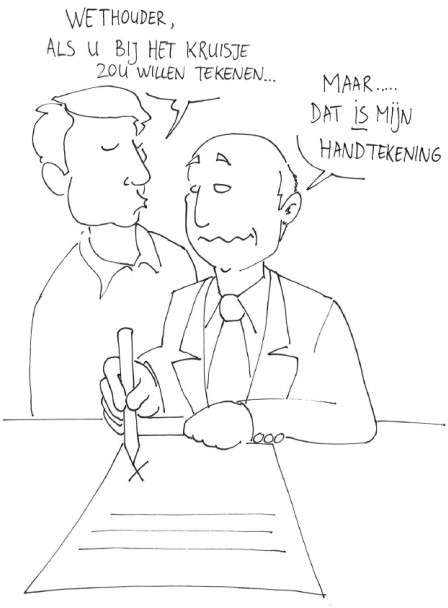 WETHOUDER,
ALS U BIJ HET KRUISJE
ZOU WILLEN TEKENEN...
MAAR.....
DAT IS MIJN
HANDTEKENING
X